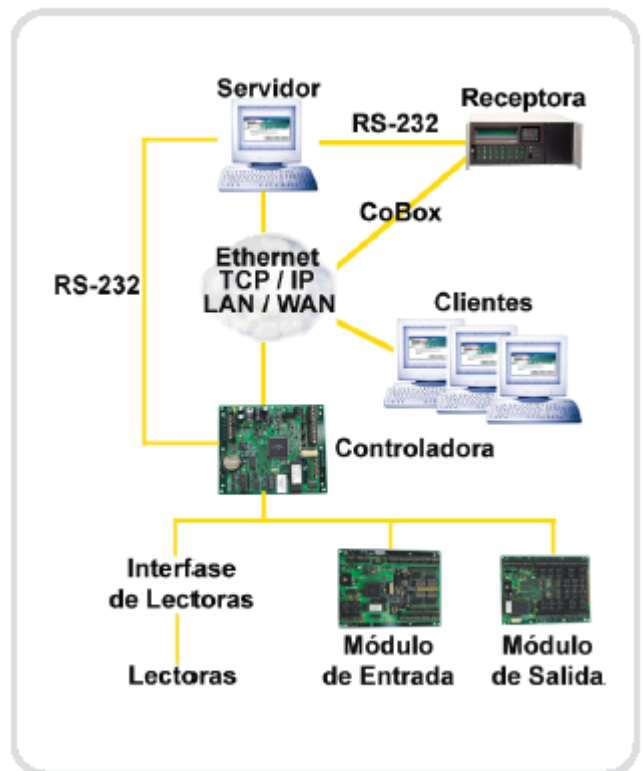 Servidor
Receptora
RS-232
CoBox
Ethernet
TCP / IP
LAN / WAN
RS-232
Clientes
Controladora
Interfase
de Lectoras
Lectoras
Módulo
de Entrada
Módulo
de Salida